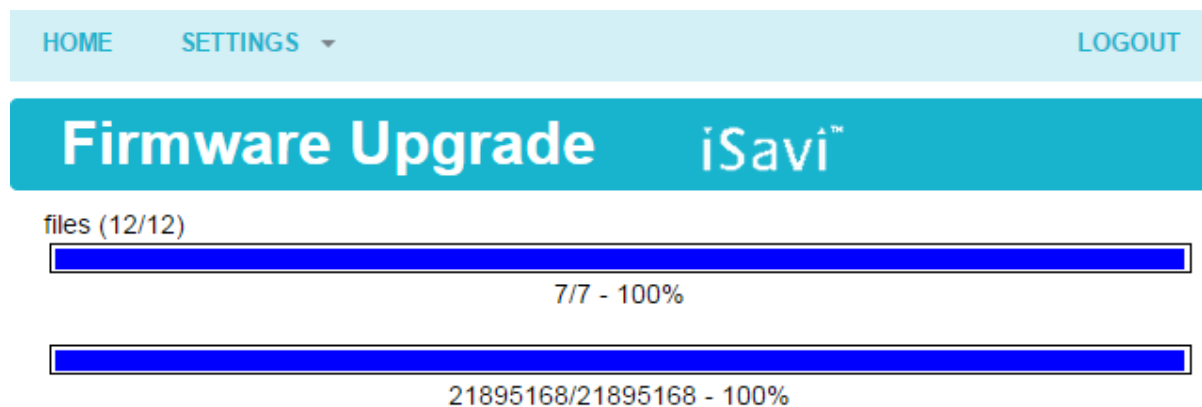 HOME SETTINGS LOGOUT
Firmware Upgrade iSavi™
files (12/12)
7/7 - 100%
21895168/21895168 - 100%